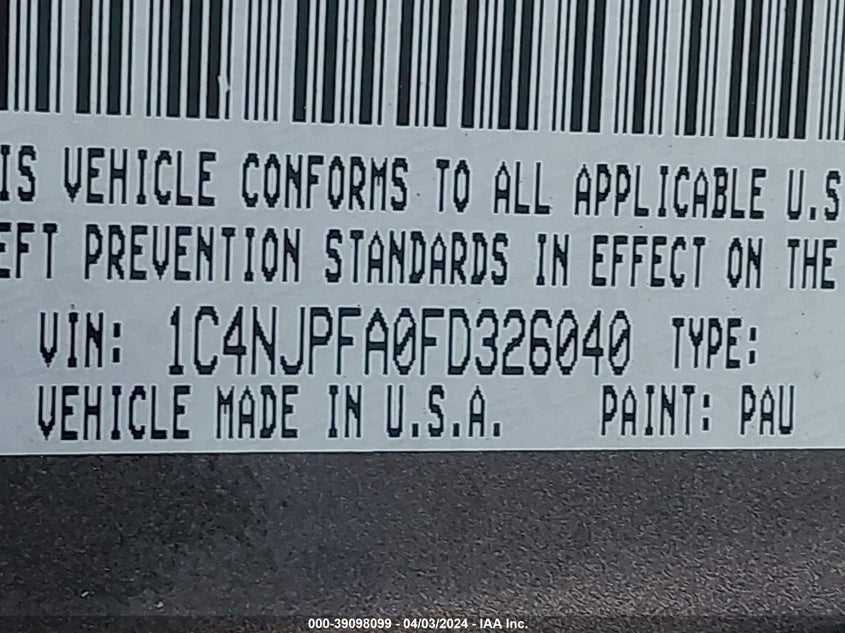 IS VEHICLE CONFORMS TO ALL APPLICABLE U.S
EFT PREVENTION STANDARDS IN EFFECT ON THE
VIN: 1C4NJPFA0FD326040 TYPE:
VEHICLE MADE IN U.S.A. PAINT: PAU
000-39098099 - 04/03/2024 - IAA Inc.